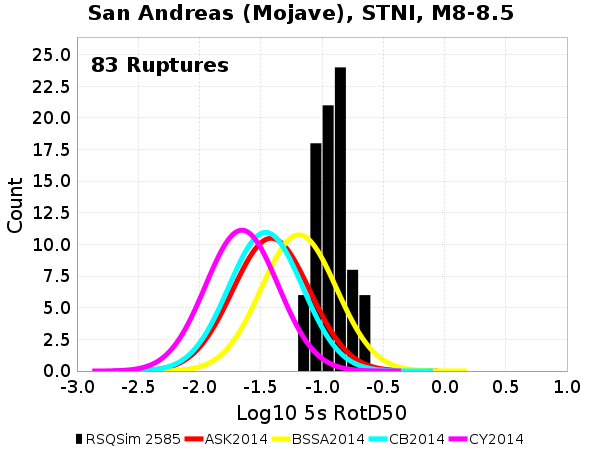 San Andreas (Mojave), STNI, M8-8.5
83 Ruptures
Count
25.0
22.5
20.0
17.5
15.0
12.5
10.0
7.5
5.0
2.5
0.0
-3.0 -2.5 -2.0 -1.5 -1.0 -0.5 0.0 0.5 1.0
Log10 5s RotD50
RSQSim 2585 ASK2014 BSSA2014 CB2014 CY2014